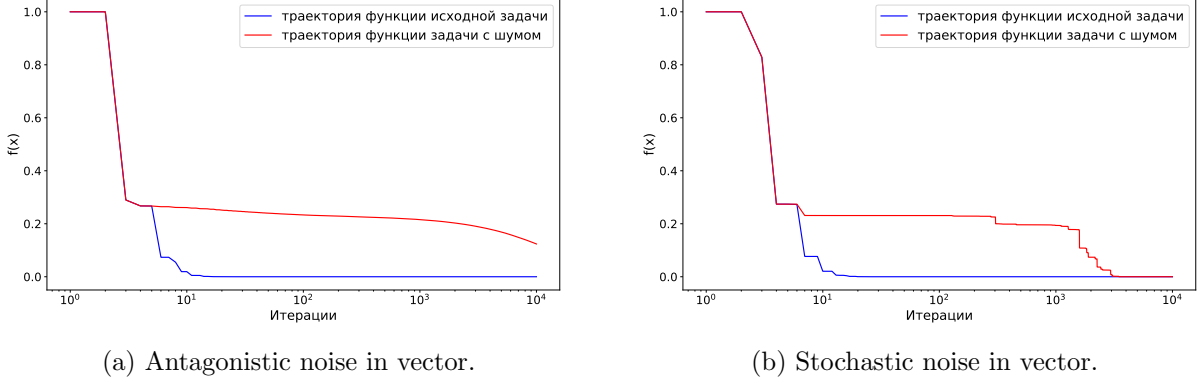 1.0
0.8
0.6
0.4
0.2
0.0
f(x)
траектория функции исходной задачи
траектория функции задачи с шумом
10⁰
10¹
10²
10³
10⁴
Итерации
(a) Antagonistic noise in vector.
1.0
0.8
0.6
0.4
0.2
0.0
f(x)
траектория функции исходной задачи
траектория функции задачи с шумом
10⁰
10¹
10²
10³
10⁴
Итерации
(b) Stochastic noise in vector.